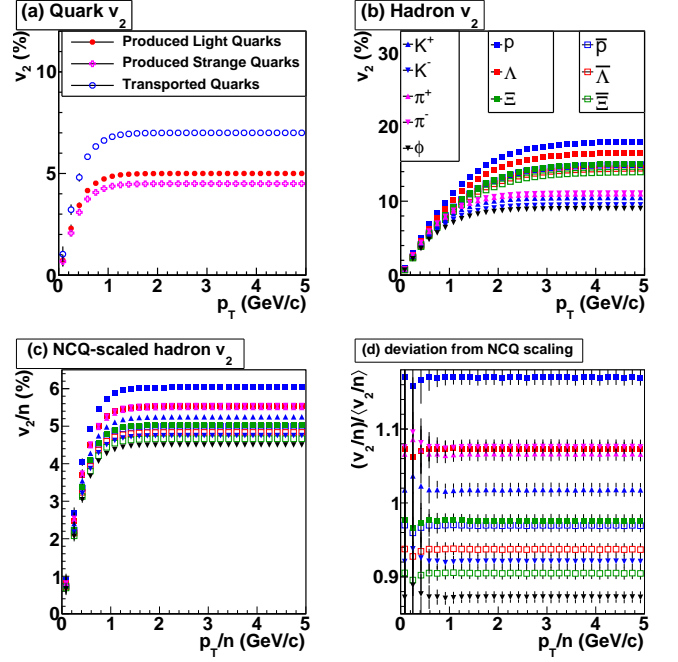 (a) Quark v2
v2 (%)
Produced Light Quarks
Produced Strange Quarks
Transported Quarks
10
5
0
0 1 2 3 4 5
pT (GeV/c)
(b) Hadron v2
v2 (%)
K+
K-
π+
π-
ϕ
p
Λ
Ξ
p̅
Λ̅
Ξ̅
30
20
10
0
0 1 2 3 4 5
pT (GeV/c)
(c) NCQ-scaled hadron v2
v2/n (%)
6
5
4
3
2
1
0
0 1 2 3 4 5
pT/n (GeV/c)
(d) deviation from NCQ scaling
(v2/n)/⟨v2/n⟩
1.1
1
0.9
0 1 2 3 4 5
pT/n (GeV/c)